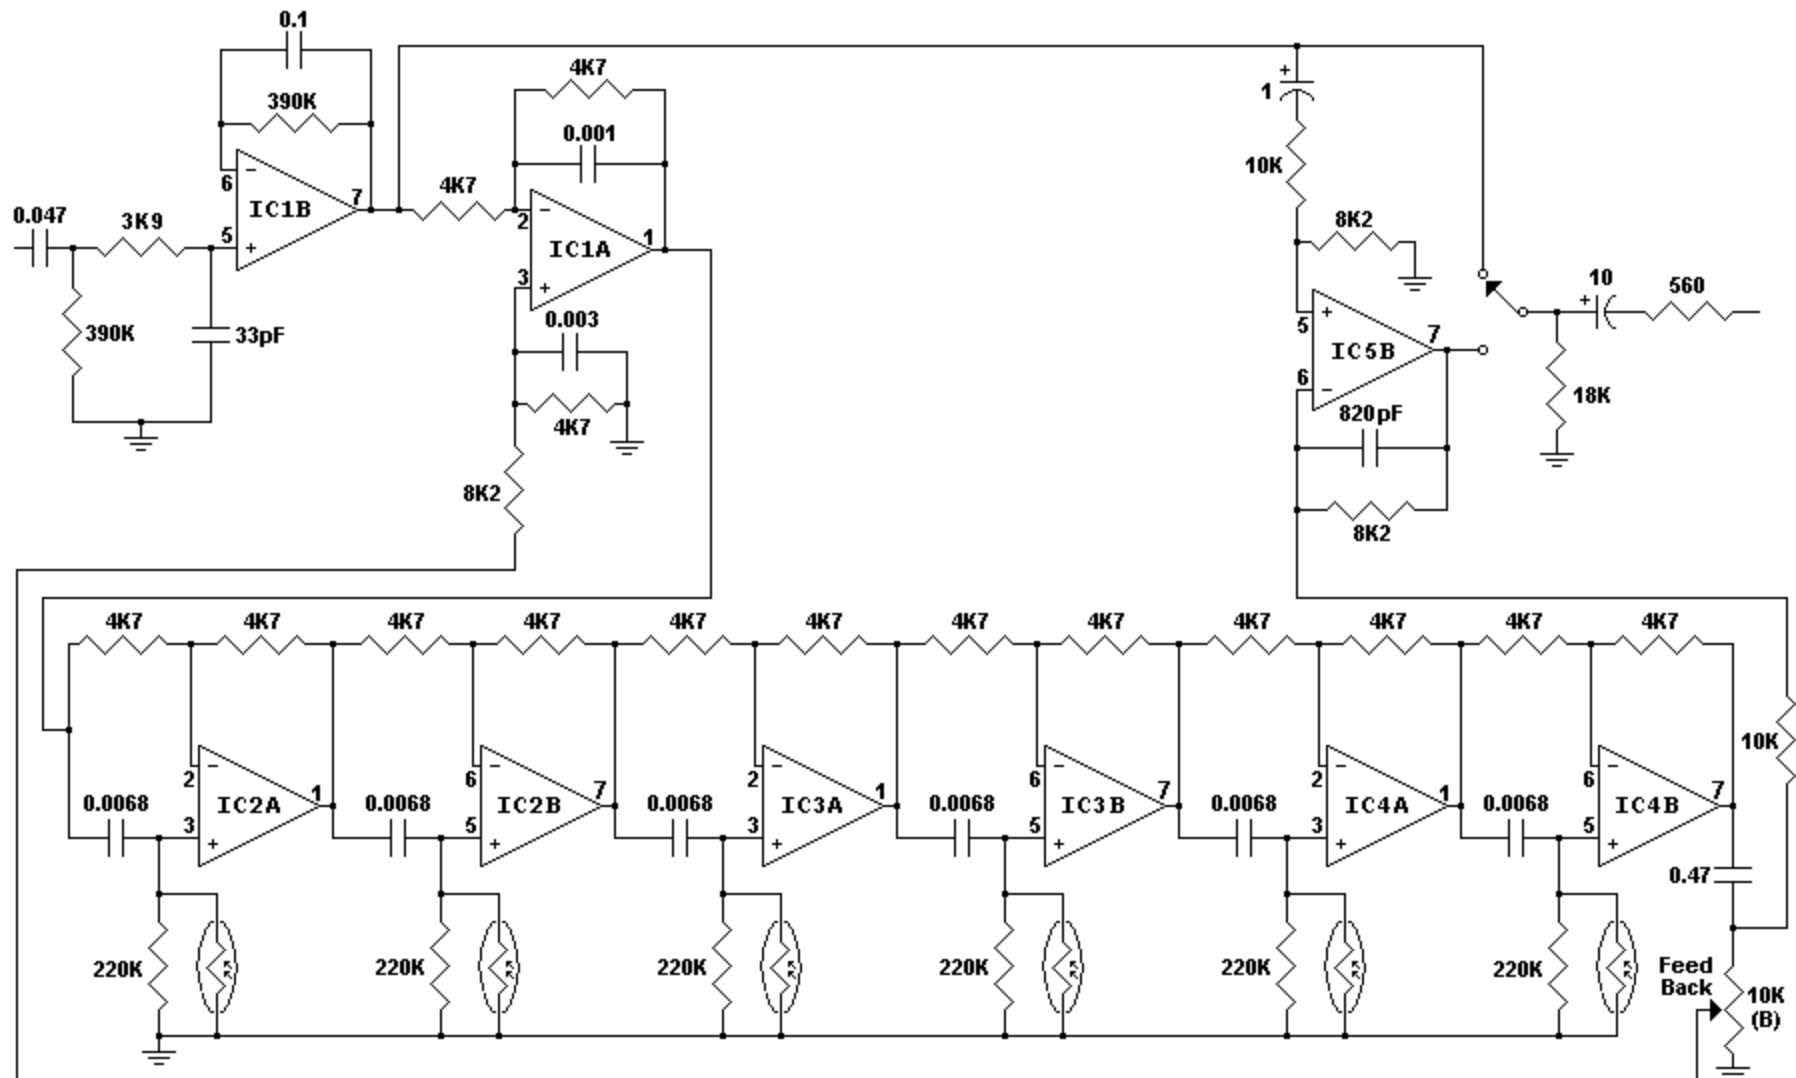 0.1
390K
6
−
IC1B
7
5
+
0.047
3K9
390K
33pF
4K7
0.001
4K7
2
−
IC1A
1
3
+
0.003
4K7
8K2
+
1
10K
8K2
5
+
IC5B
7
6
−
820pF
8K2
+
10
560
18K
4K7
4K7
4K7
4K7
4K7
4K7
4K7
4K7
4K7
4K7
4K7
4K7
10K
2
−
IC2A
1
3
+
0.0068
6
−
IC2B
7
5
+
0.0068
2
−
IC3A
1
3
+
0.0068
6
−
IC3B
7
5
+
0.0068
2
−
IC4A
1
3
+
0.0068
6
−
IC4B
7
5
+
0.0068
0.47
220K
220K
220K
220K
220K
220K
Feed
Back
10K
(B)